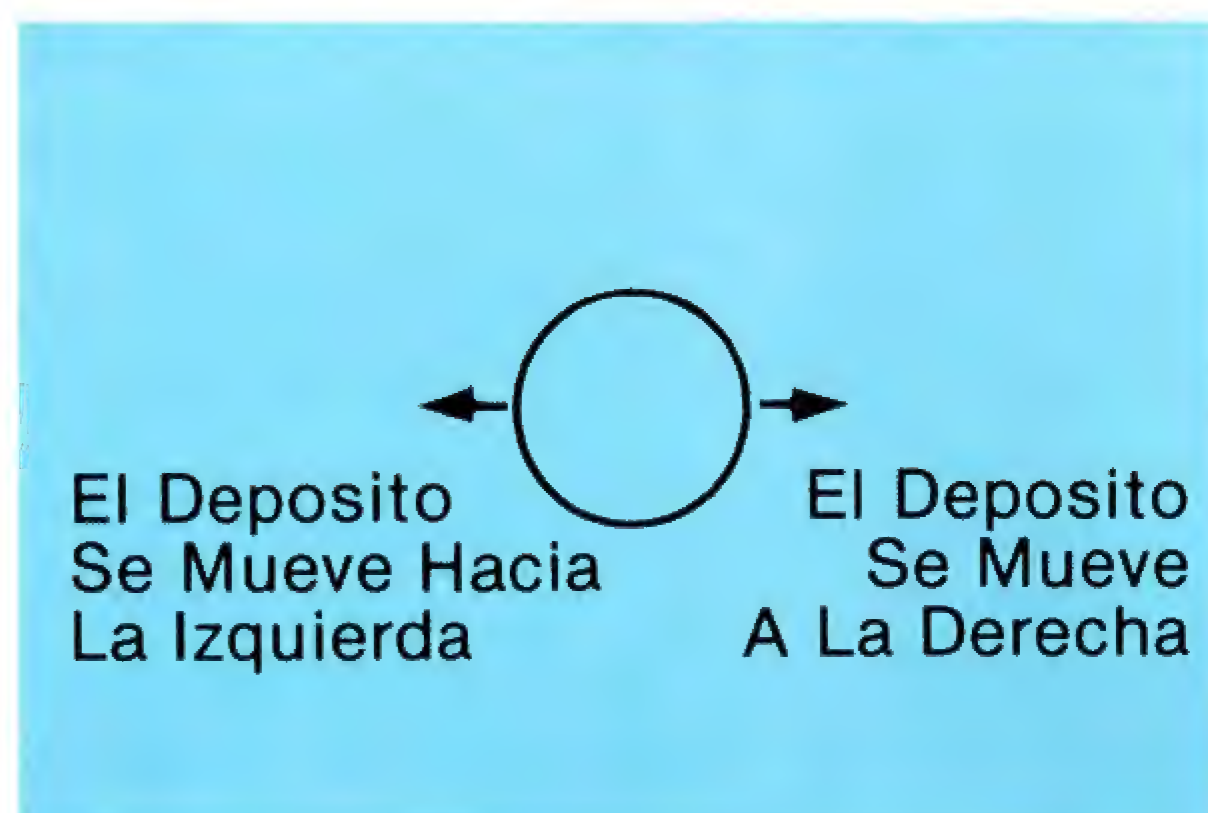 El Deposito
Se Mueve Hacia
La Izquierda
El Deposito
Se Mueve
A La Derecha